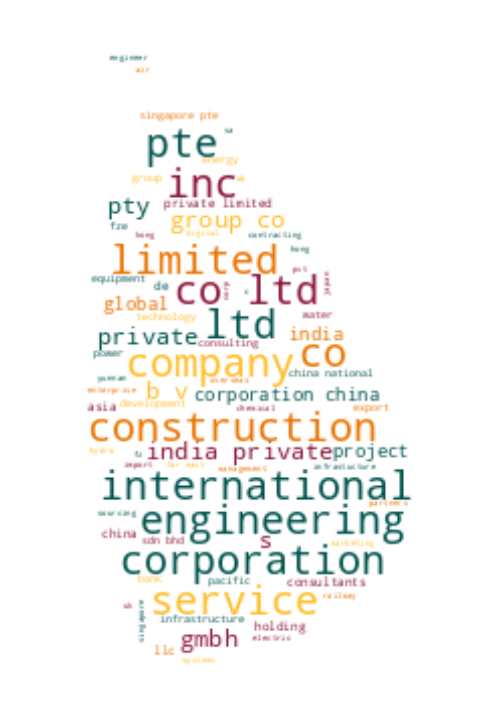 engineer
air
singapore pte
sa
pte
energy
inc
group
private limited
pty
group co
fze
hong
digital
contracting
hong
limited
pvt
equipment
de
co ltd
corp
c
japan
global
technology
ltd
water
private
consulting
india
power
company
co
china national
yunnan
overseas
enterprise
b v
corporation china
asia
development
chemical
export
construction
hydro
india private
project
import
far east
management
infrastucture
international
partners
sourcing
engineering
china
sdn bhd
s
marketing
corporation
bank
pacific
consultants
service
railway
singapore
infrastructure
holding
gmbh
electric
llc
systems